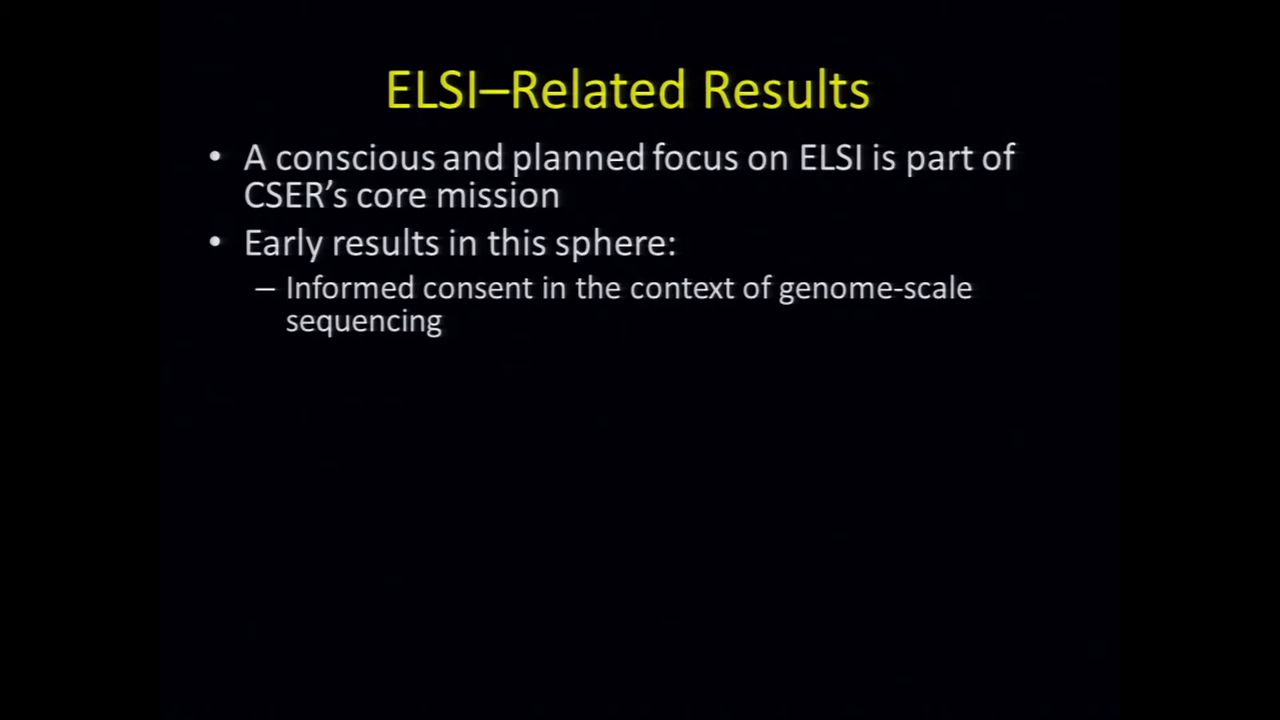 ELSI–Related Results
• A conscious and planned focus on ELSI is part of
CSER’s core mission
• Early results in this sphere:
– Informed consent in the context of genome-scale
sequencing